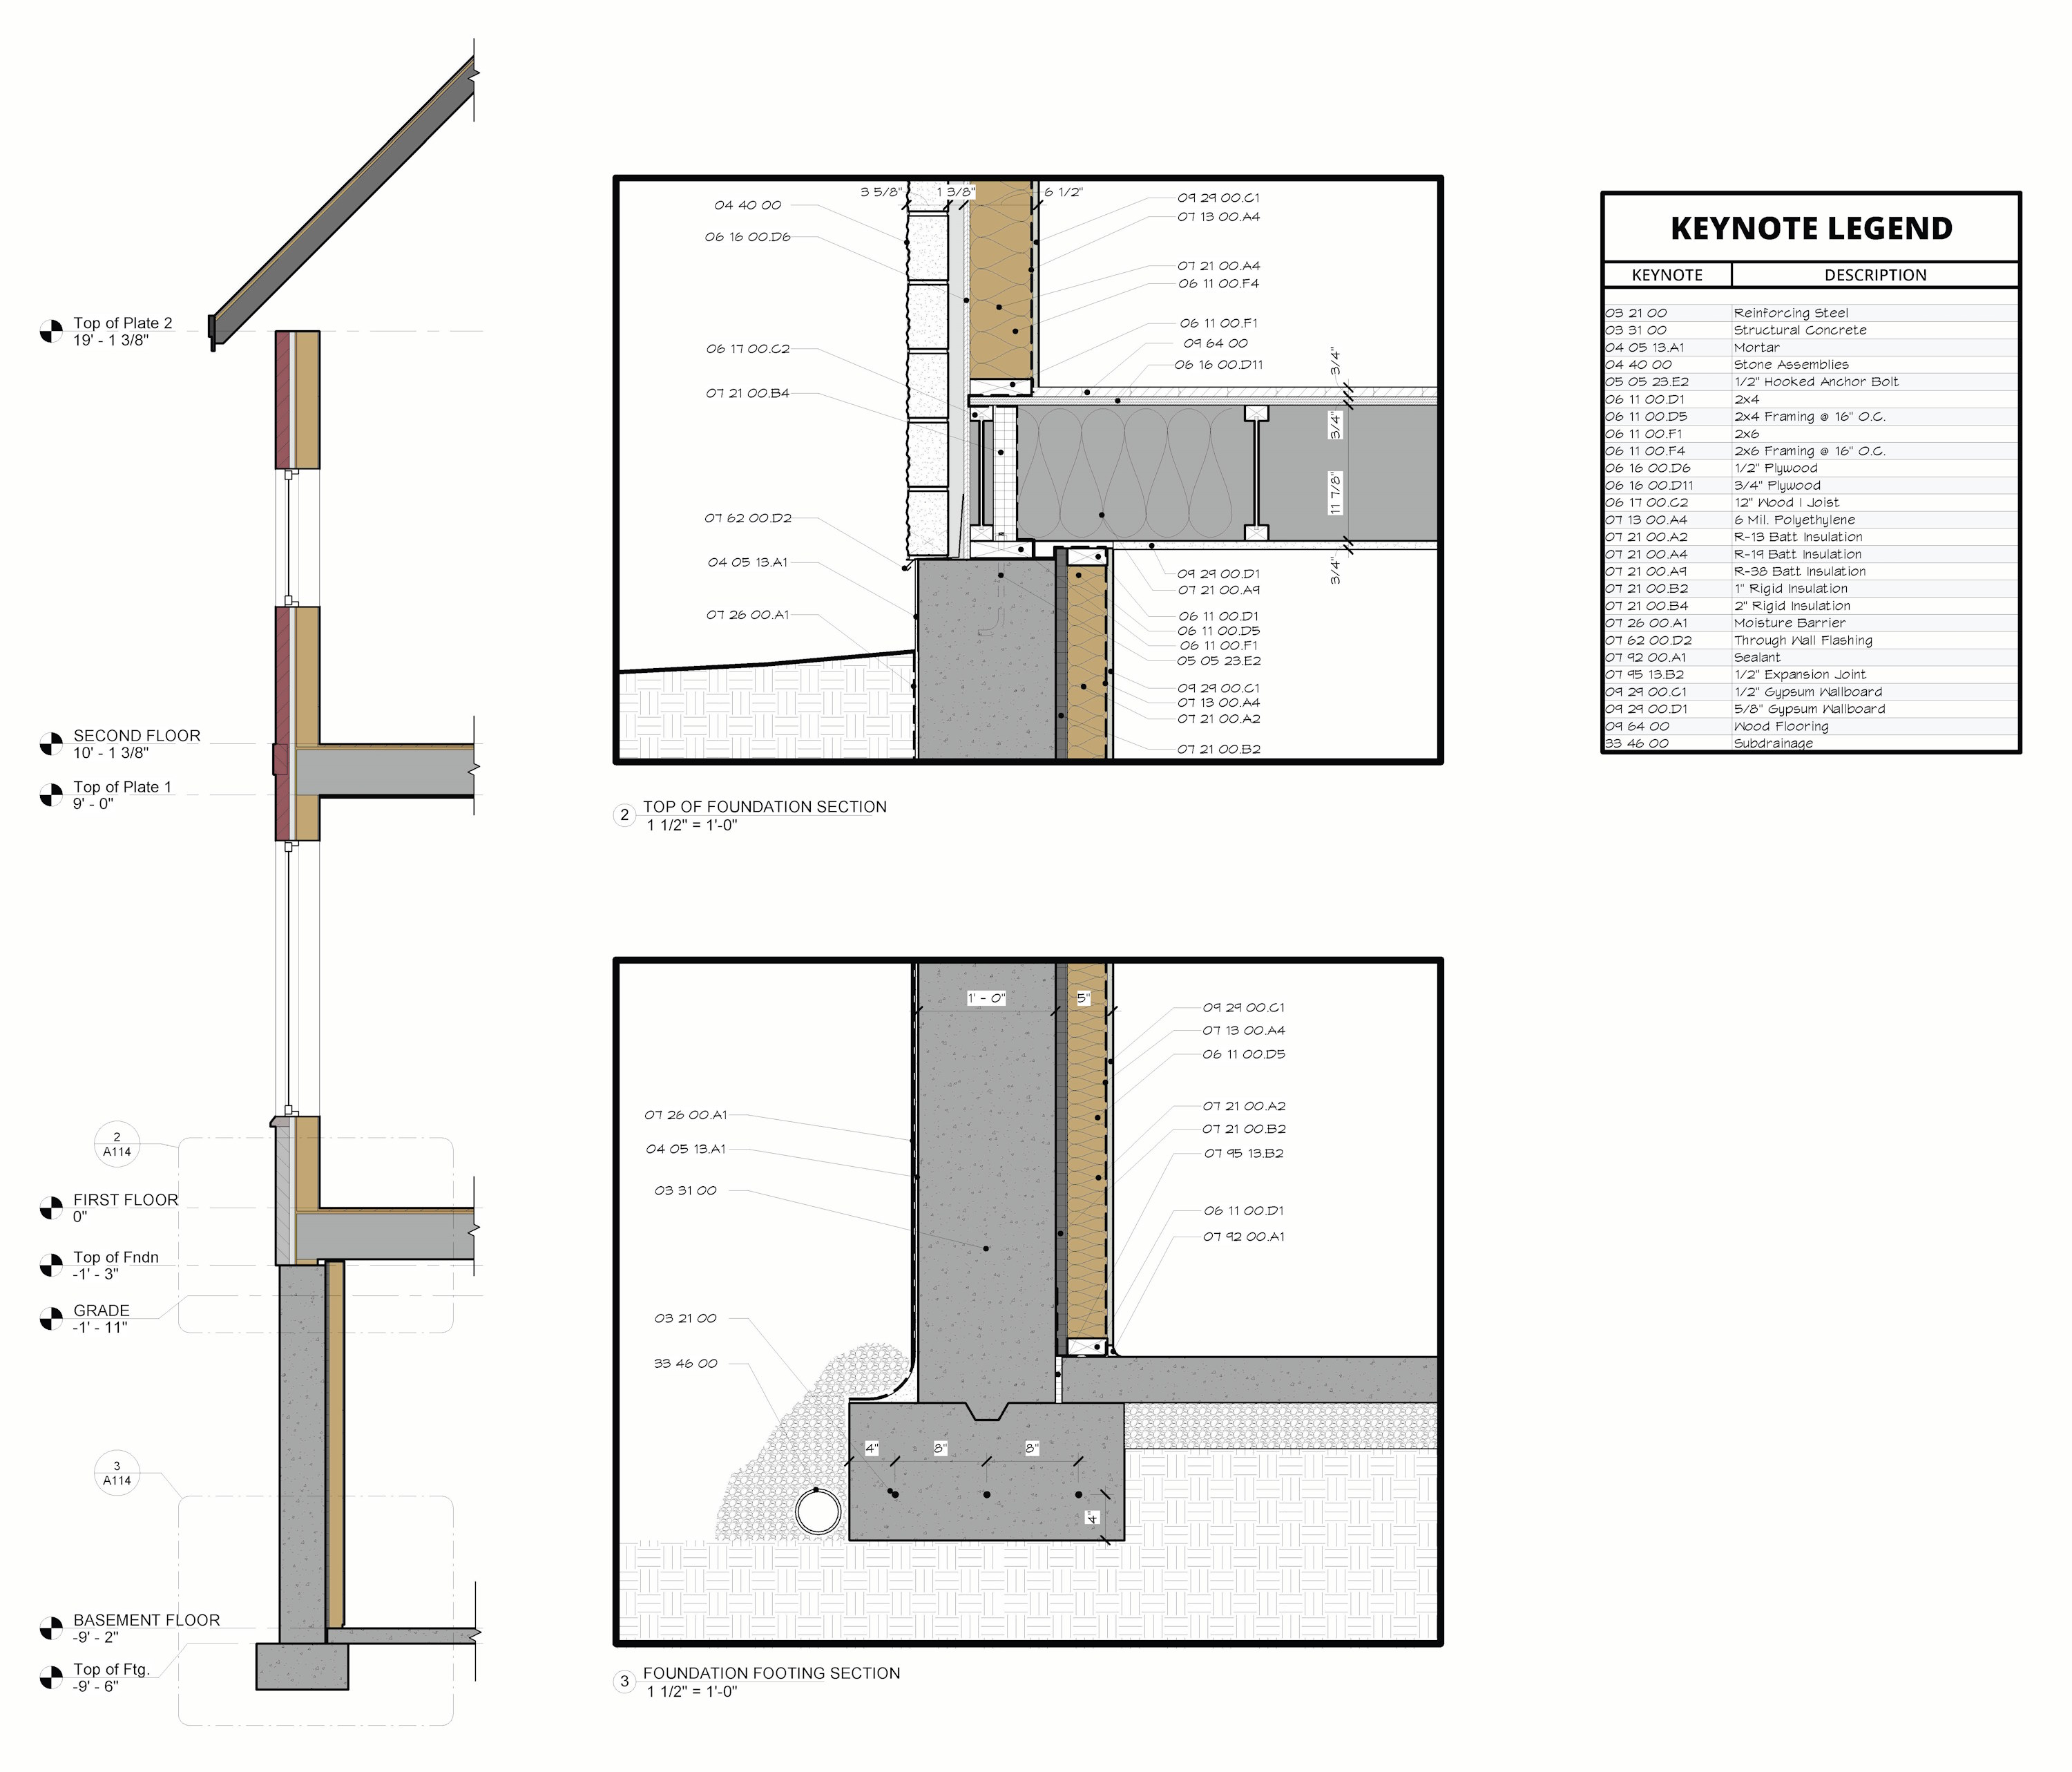 Top of Plate 2
19' - 1 3/8"
SECOND FLOOR
10' - 1 3/8"
Top of Plate 1
9' - 0"
2
A114
FIRST FLOOR
0"
Top of Fndn
-1' - 3"
GRADE
-1' - 11"
3
A114
BASEMENT FLOOR
-9' - 2"
Top of Ftg.
-9' - 6"
3 5/8" 1 3/8" 6 1/2"
04 40 00
06 16 00.D6
06 17 00.C2
07 21 00.B4
07 62 00.D2
04 05 13.A1
07 26 00.A1
09 29 00.C1
07 13 00.A4
07 21 00.A4
06 11 00.F4
06 11 00.F1
09 64 00
06 16 00.D11
3/4"
3/4"
11 7/8"
3/4"
09 29 00.D1
07 21 00.A9
06 11 00.D1
06 11 00.D5
06 11 00.F1
05 05 23.E2
09 29 00.C1
07 13 00.A4
07 21 00.A2
07 21 00.B2
2 TOP OF FOUNDATION SECTION
1 1/2" = 1'-0"
1' - 0" 5"
07 26 00.A1
04 05 13.A1
03 31 00
03 21 00
33 46 00
09 29 00.C1
07 13 00.A4
06 11 00.D5
07 21 00.A2
07 21 00.B2
07 95 13.B2
06 11 00.D1
07 92 00.A1
4" 8" 8"
4"
3 FOUNDATION FOOTING SECTION
1 1/2" = 1'-0"
KEYNOTE LEGEND
KEYNOTE DESCRIPTION
03 21 00 Reinforcing Steel
03 31 00 Structural Concrete
04 05 13.A1 Mortar
04 40 00 Stone Assemblies
05 05 23.E2 1/2" Hooked Anchor Bolt
06 11 00.D1 2x4
06 11 00.D5 2x4 Framing @ 16" O.C.
06 11 00.F1 2x6
06 11 00.F4 2x6 Framing @ 16" O.C.
06 16 00.D6 1/2" Plywood
06 16 00.D11 3/4" Plywood
06 17 00.C2 12" Wood I Joist
07 13 00.A4 6 Mil. Polyethylene
07 21 00.A2 R-13 Batt Insulation
07 21 00.A4 R-19 Batt Insulation
07 21 00.A9 R-38 Batt Insulation
07 21 00.B2 1" Rigid Insulation
07 21 00.B4 2" Rigid Insulation
07 26 00.A1 Moisture Barrier
07 62 00.D2 Through Wall Flashing
07 92 00.A1 Sealant
07 95 13.B2 1/2" Expansion Joint
09 29 00.C1 1/2" Gypsum Wallboard
09 29 00.D1 5/8" Gypsum Wallboard
09 64 00 Wood Flooring
33 46 00 Subdrainage